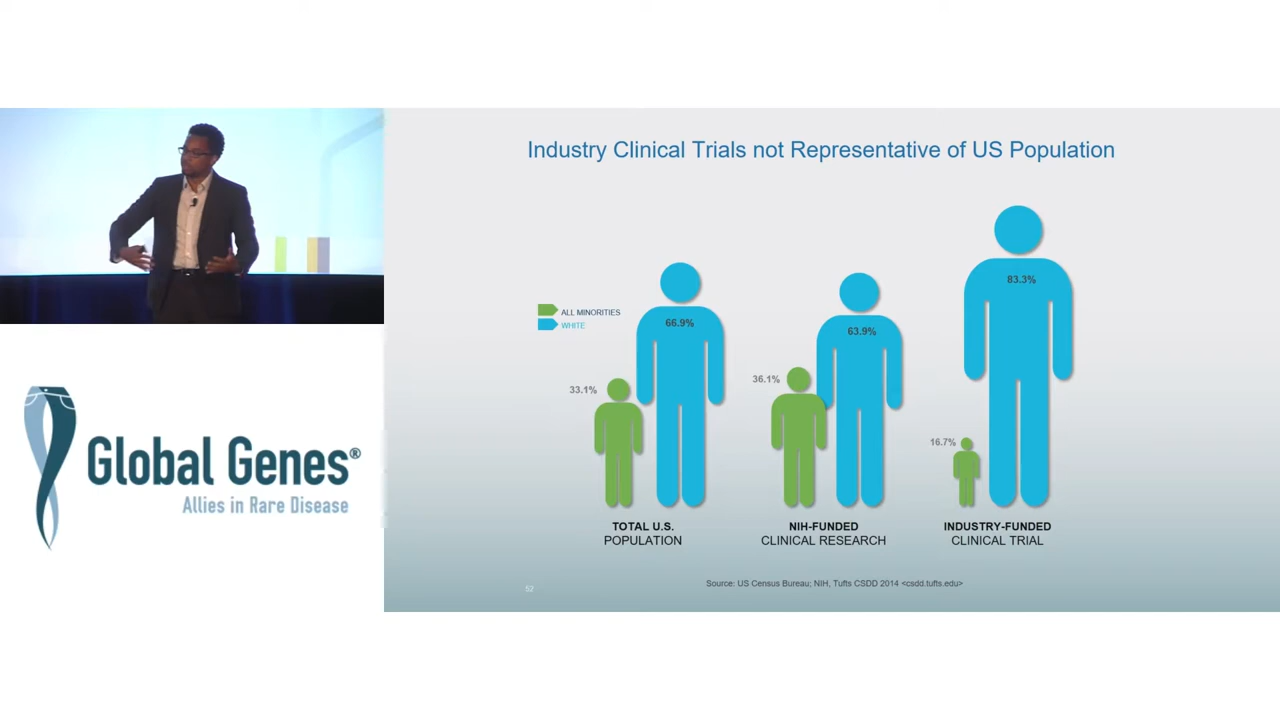 Industry Clinical Trials not Representative of US Population
ALL MINORITIES
WHITE
33.1%
66.9%
36.1%
63.9%
16.7%
83.3%
TOTAL U.S.
POPULATION
NIH-FUNDED
CLINICAL RESEARCH
INDUSTRY-FUNDED
CLINICAL TRIAL
Source: US Census Bureau; NIH, Tufts CSDD 2014 <csdd.tufts.edu>
52
Global Genes®
Allies in Rare Disease